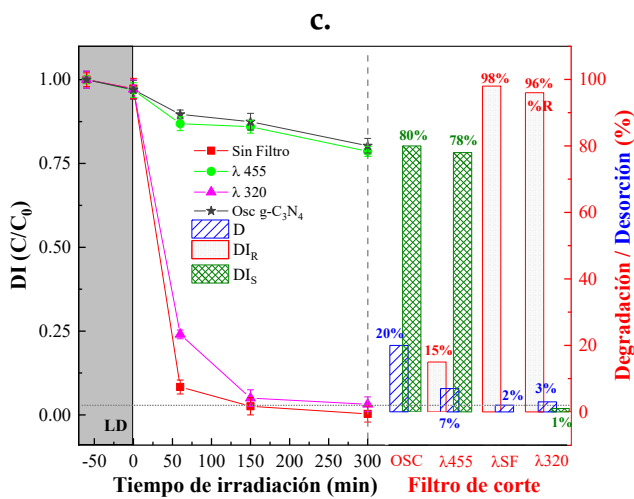 c.
DI (C/C₀)
1.00
0.75
0.50
0.25
0.00
LD
Sin Filtro
λ 455
λ 320
Osc g-C₃N₄
D
DI_R
DI_S
-50 0 50 100 150 200 250 300
Tiempo de irradiación (min)
98%
96%
%R
80%
78%
20%
15%
7%
2%
3%
1%
OSC λ455 λSF λ320
Filtro de corte
100
80
60
40
20
0
Degradación / Desorción (%)